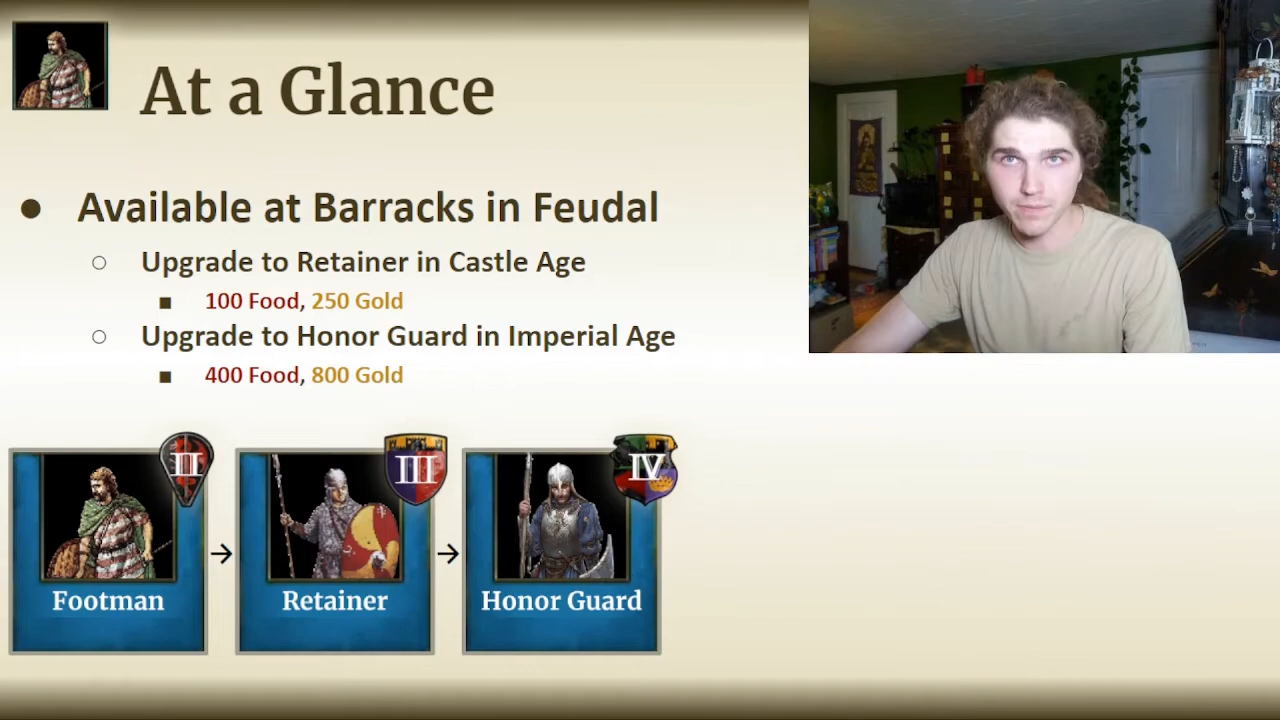 At a Glance
● Available at Barracks in Feudal
○ Upgrade to Retainer in Castle Age
■ 100 Food, 250 Gold
○ Upgrade to Honor Guard in Imperial Age
■ 400 Food, 800 Gold
II III IV
→ →
Footman Retainer Honor Guard